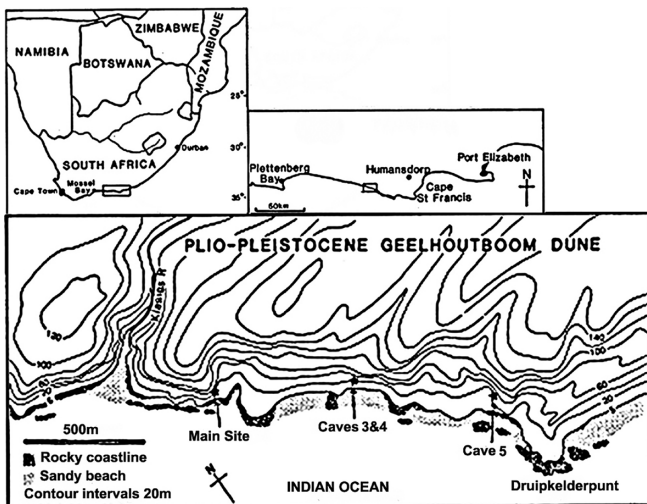 ZIMBABWE
NAMIBIA
BOTSWANA
MOZAMBIQUE
25°
30°
35°
Durban
SOUTH AFRICA
Cape Town
Mossel
Bay
Plettenberg
Bay
Humansdorp
Port Elizabeth
Cape
St Francis
N
50km
PLIO-PLEISTOCENE GEELHOUTBOOM DUNE
Klasies R
120
100
60
20
140
100
60
20
500m
Main Site
Caves 3&4
Cave 5
Rocky coastline
Sandy beach
Contour intervals 20m
N
INDIAN OCEAN
Druipkelderpunt